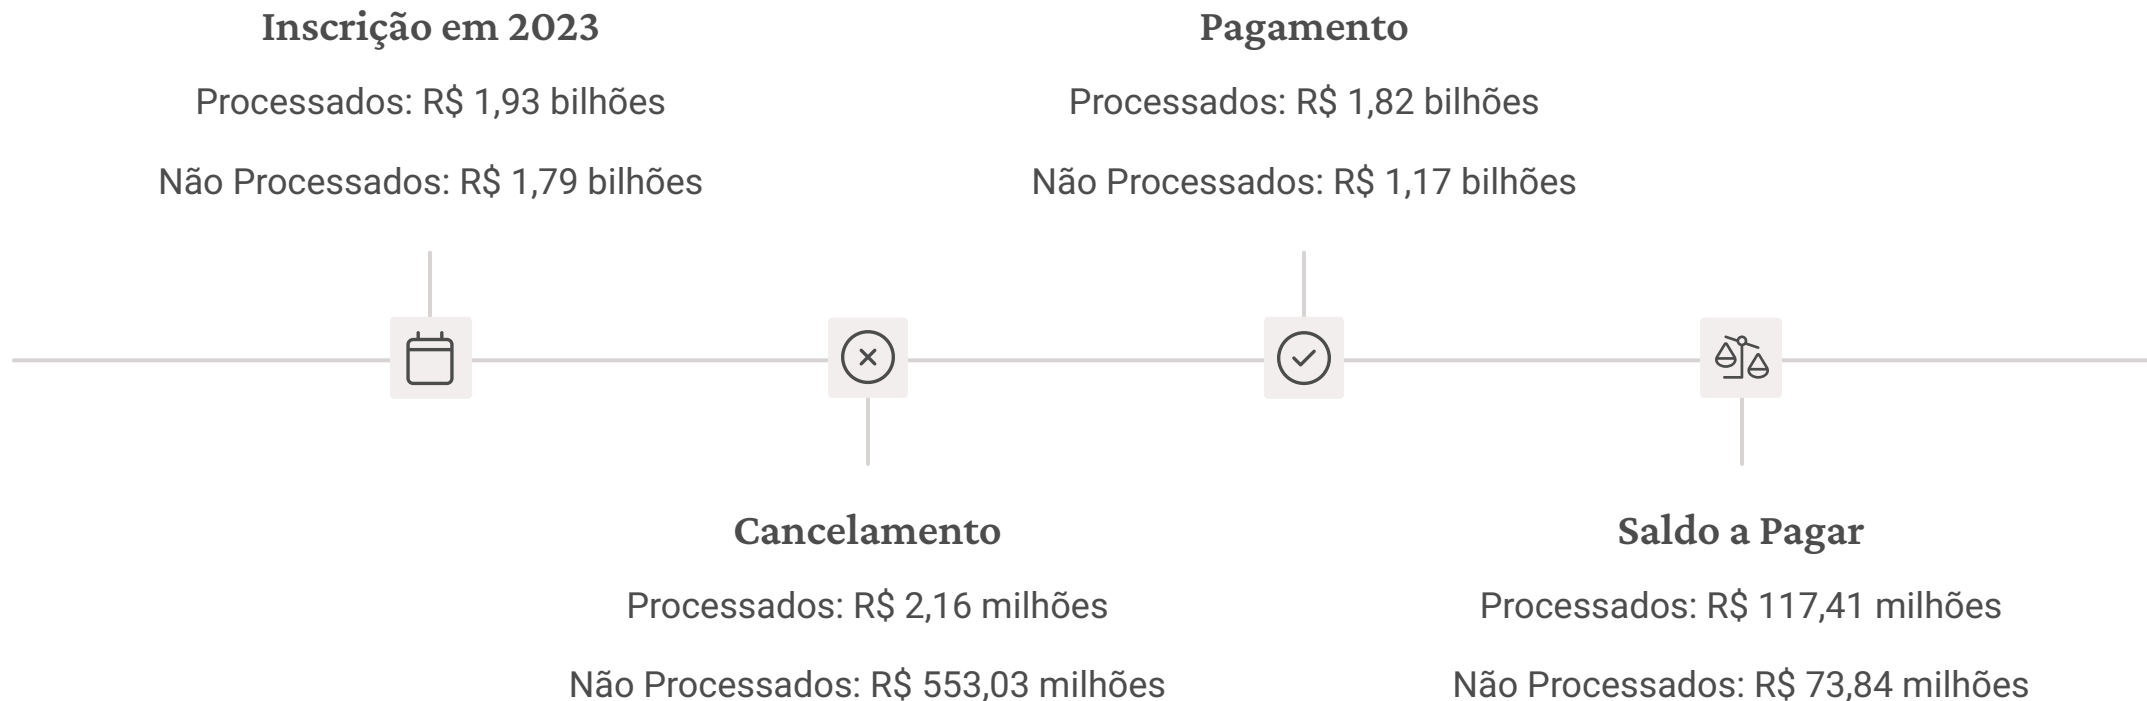 Inscrição em 2023
Processados: R$ 1,93 bilhões
Não Processados: R$ 1,79 bilhões
Cancelamento
Processados: R$ 2,16 milhões
Não Processados: R$ 553,03 milhões
Pagamento
Processados: R$ 1,82 bilhões
Não Processados: R$ 1,17 bilhões
Saldo a Pagar
Processados: R$ 117,41 milhões
Não Processados: R$ 73,84 milhões